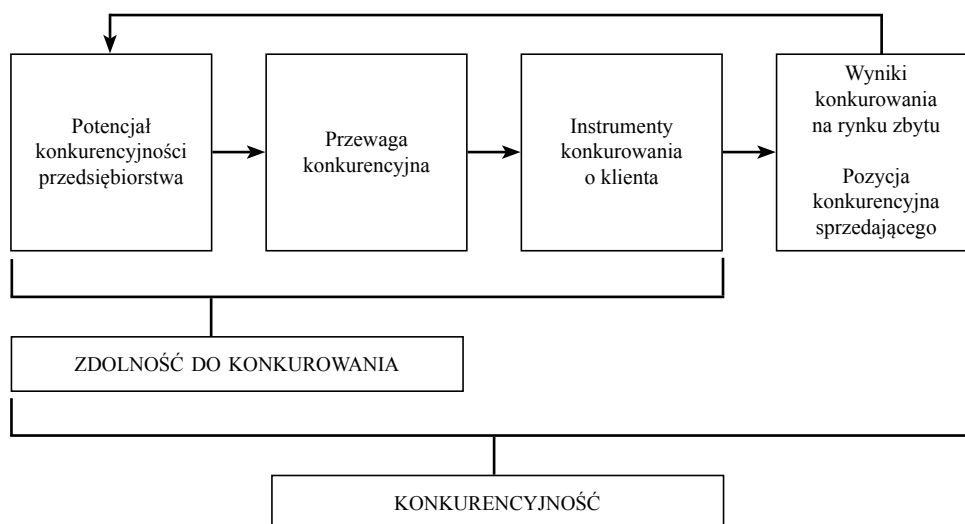 Potencjał
konkurencyjności
przedsiębiorstwa
Przewaga
konkurencyjna
Instrumenty
konkurowania
o klienta
Wyniki
konkurowania
na rynku zbytu
Pozycja
konkurencyjna
sprzedającego
ZDOLNOŚĆ DO KONKUROWANIA
KONKURENCYJNOŚĆ